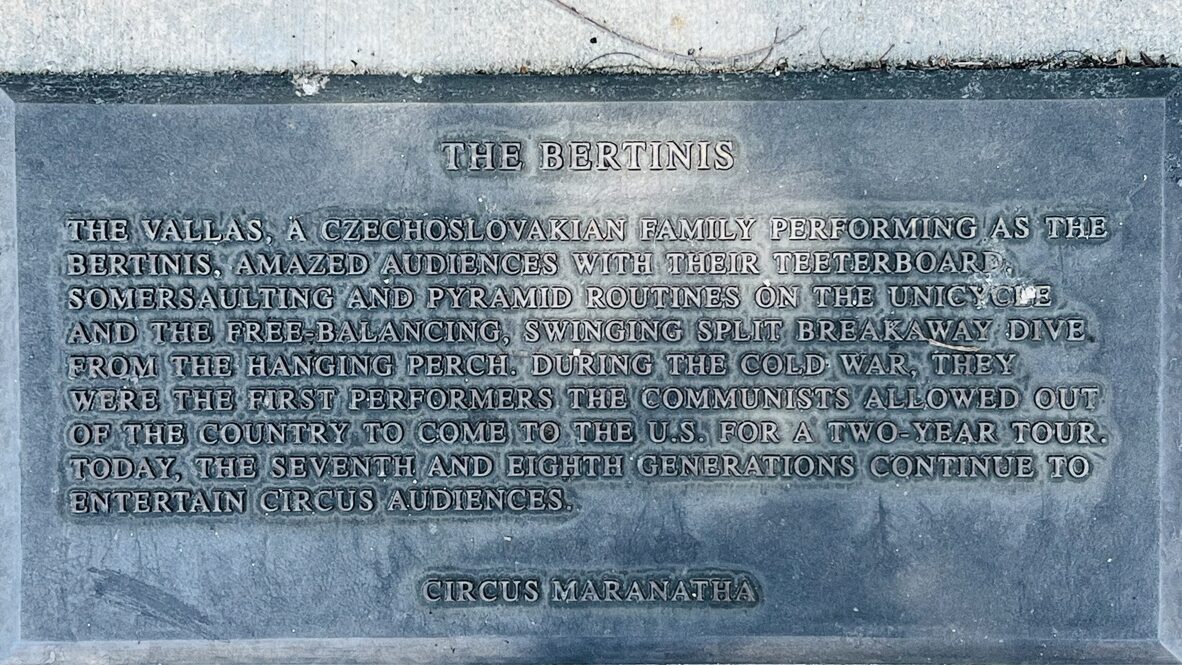 THE BERTINIS
THE VALLAS, A CZECHOSLOVAKIAN FAMILY PERFORMING AS THE
BERTINIS, AMAZED AUDIENCES WITH THEIR TEETERBOARD,
SOMERSAULTING AND PYRAMID ROUTINES ON THE UNICYCLE
AND THE FREE-BALANCING, SWINGING SPLIT BREAKAWAY DIVE
FROM THE HANGING PERCH. DURING THE COLD WAR, THEY
WERE THE FIRST PERFORMERS THE COMMUNISTS ALLOWED OUT
OF THE COUNTRY TO COME TO THE U.S. FOR A TWO-YEAR TOUR.
TODAY, THE SEVENTH AND EIGHTH GENERATIONS CONTINUE TO
ENTERTAIN CIRCUS AUDIENCES.
CIRCUS MARANATHA